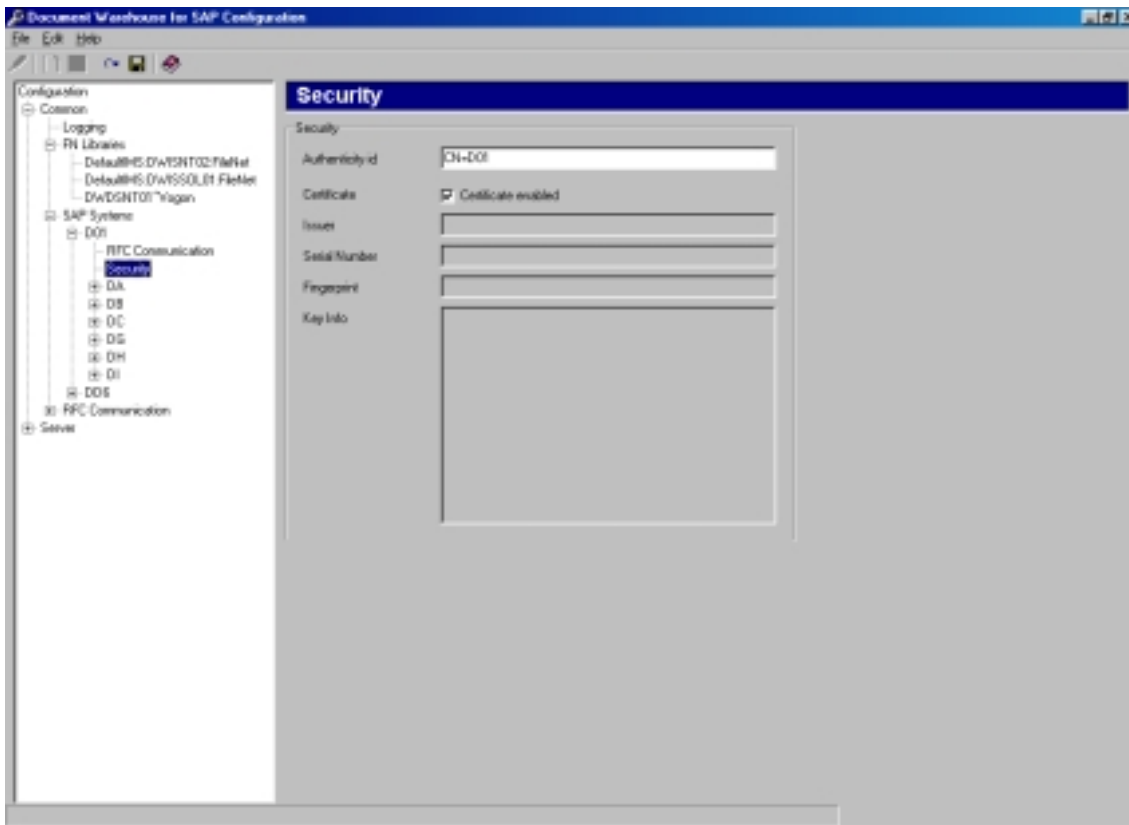 Document Warehouse for SAP Configuration
File Edit Help
Configuration
Common
Logging
FN Libraries
DefaultIMS:DWISNT02:FileNet
DefaultIMS:DWISSOL01:FileNet
DWDSNT01^Vagan
SAP Systems
D01
RFC Communication
Security
DA
DB
DC
DG
DH
DI
DD6
RFC Communication
Server
Security
Security
Authenticity id
CN=D01
Certificate
Certificate enabled
Issuer
Serial Number
Fingerprint
Key Info